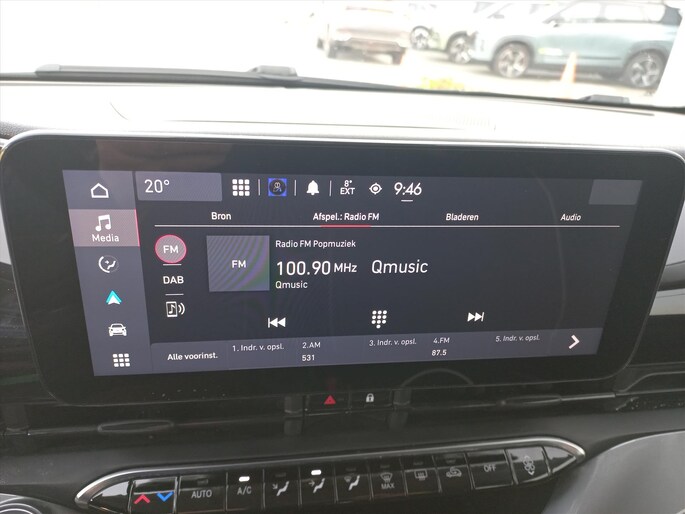 20° 8° EXT 9:46
Bron Afspel.: Radio FM Bladeren Audio
Media
FM
DAB
FM
Radio FM Popmuziek
100.90 MHz Qmusic
Qmusic
Alle voorinst. 1. Indr. v. opsl. 2.AM 531 3. Indr. v. opsl. 4.FM 87.5 5. Indr. v. opsl.
AUTO A/C MAX OFF